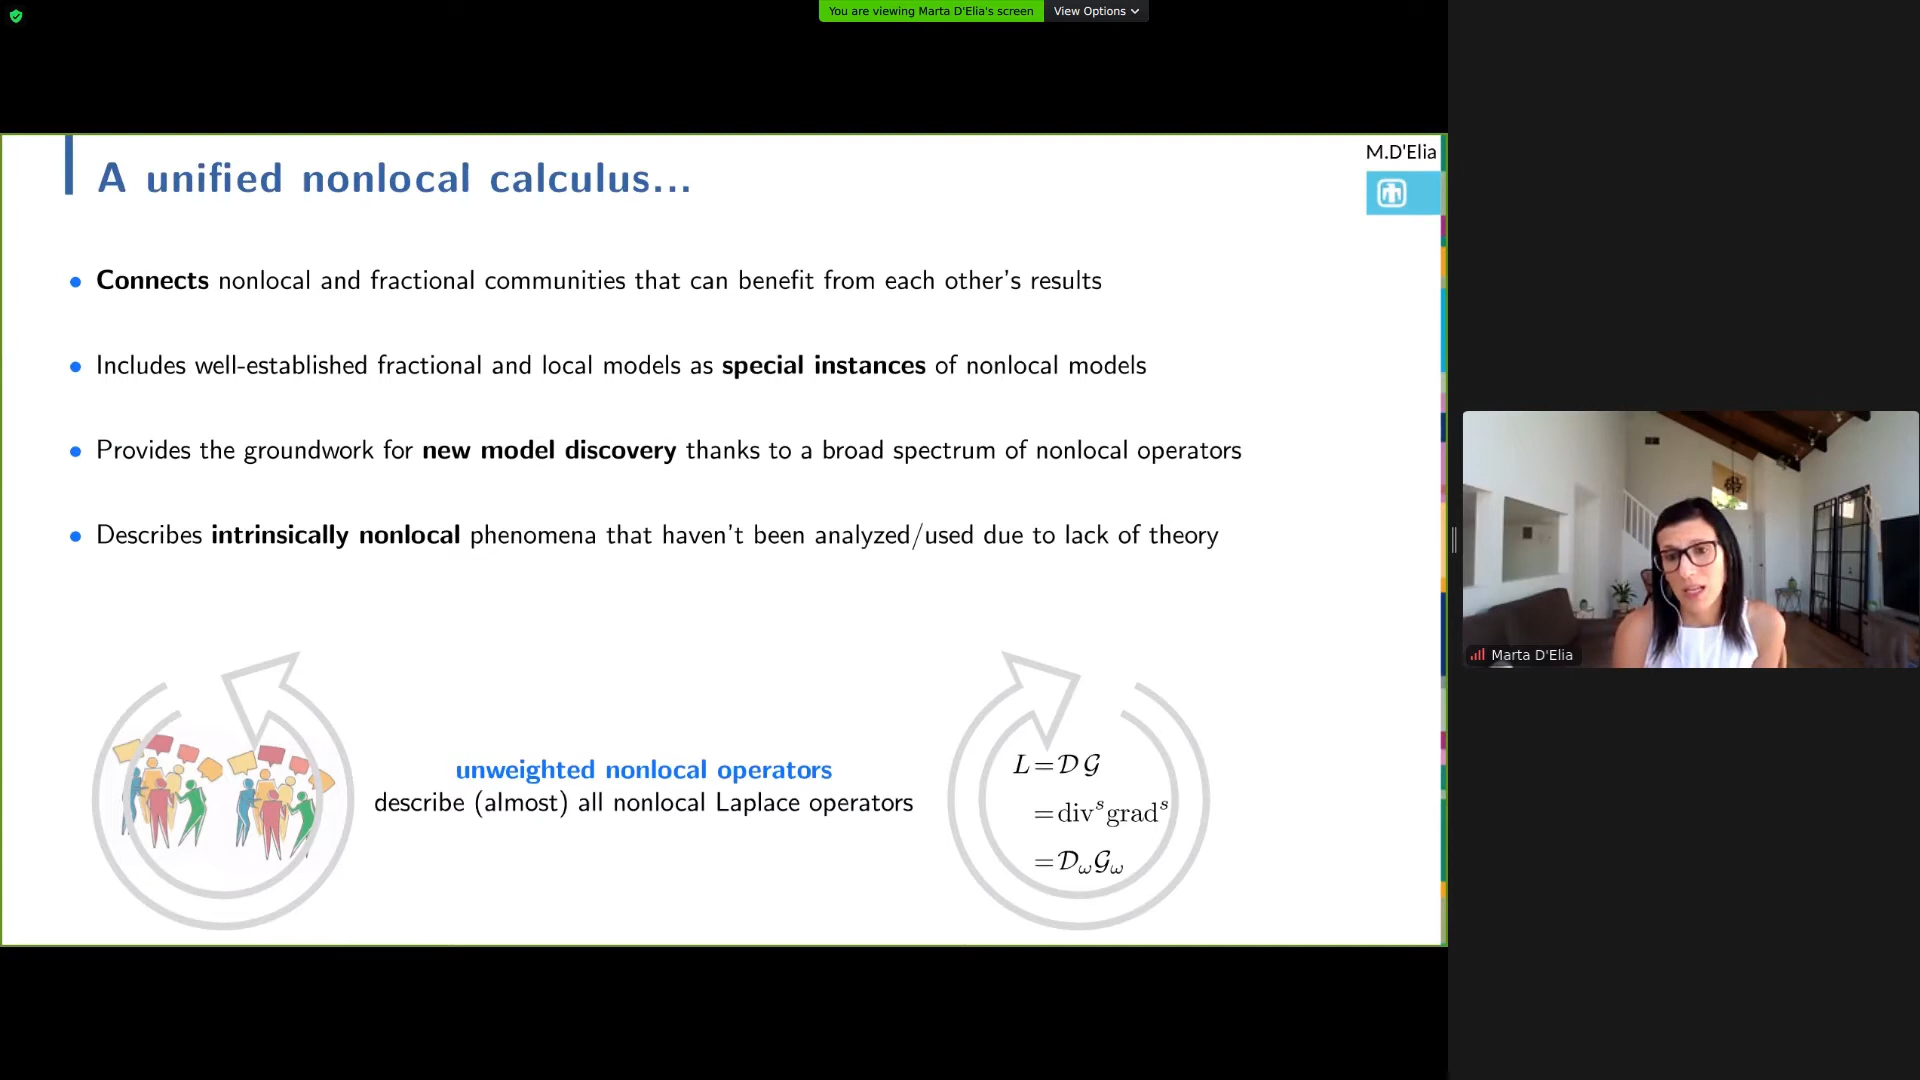 You are viewing Marta D'Elia's screen
View Options
A unified nonlocal calculus...
M.D'Elia
• Connects nonlocal and fractional communities that can benefit from each other's results
• Includes well-established fractional and local models as special instances of nonlocal models
• Provides the groundwork for new model discovery thanks to a broad spectrum of nonlocal operators
• Describes intrinsically nonlocal phenomena that haven't been analyzed/used due to lack of theory
unweighted nonlocal operators
describe (almost) all nonlocal Laplace operators
L=𝒟𝒢
=divˢgradˢ
=𝒟_ω𝒢_ω
Marta D'Elia